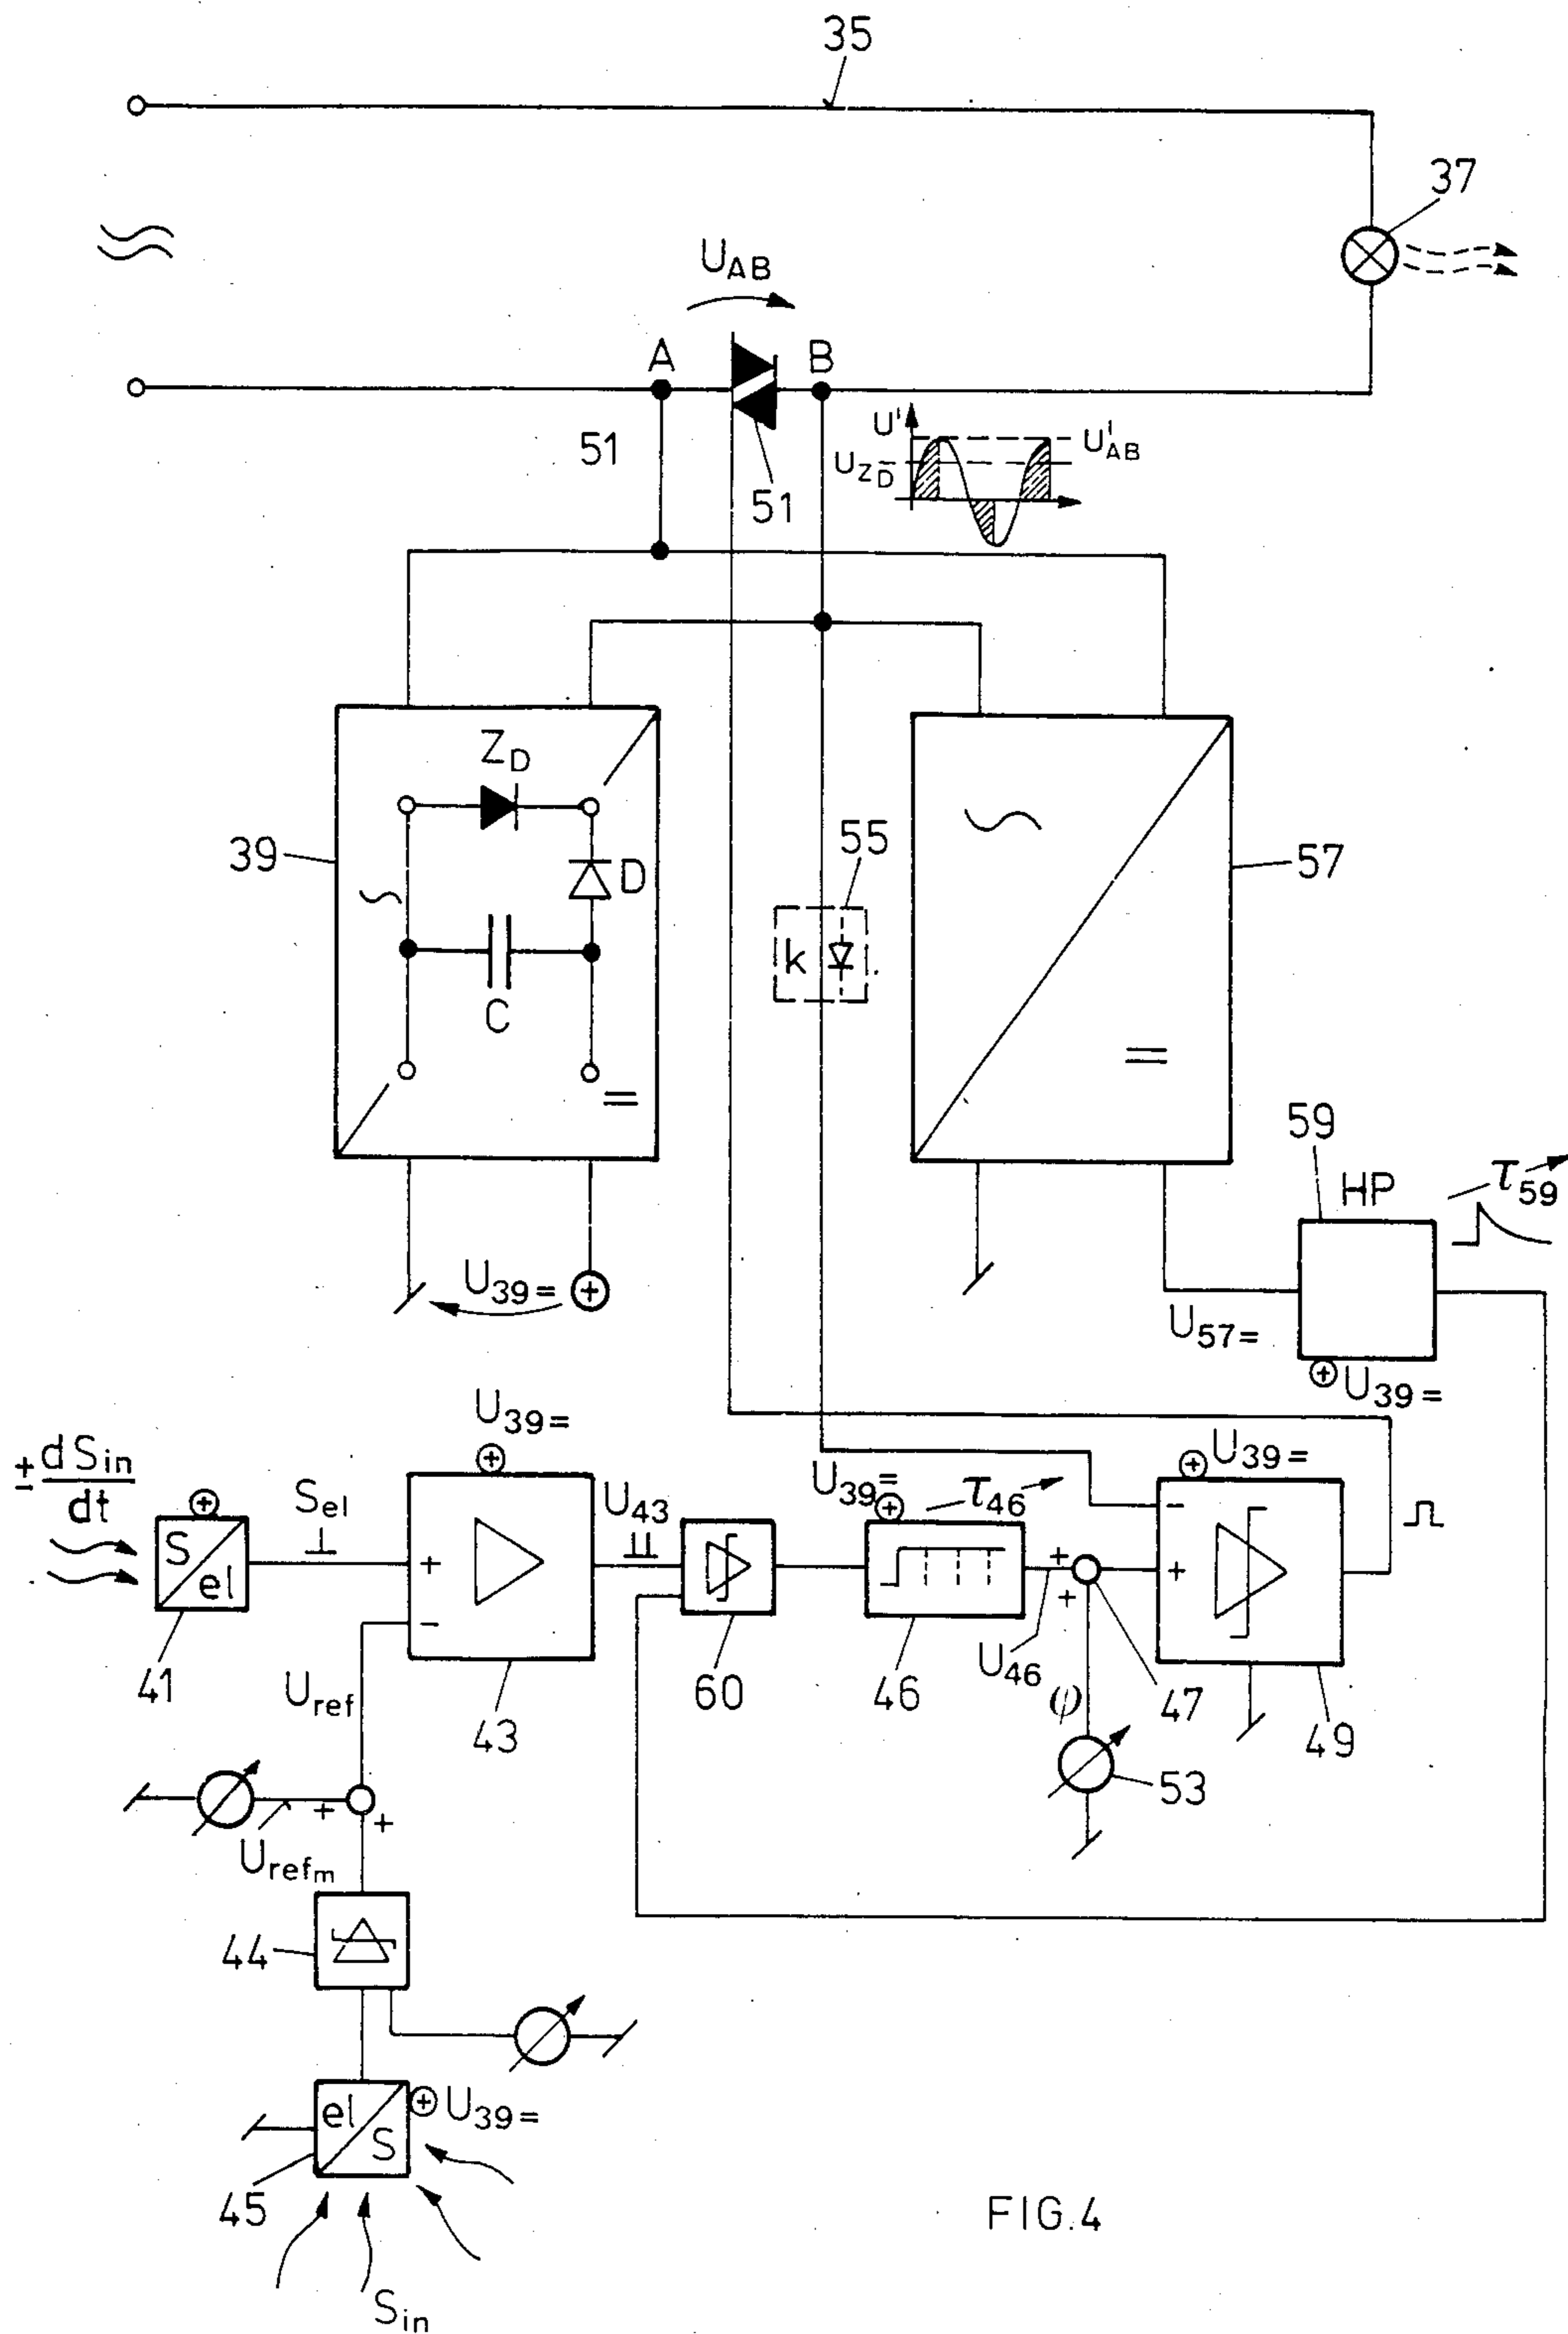 35
37
U_AB
A
B
51
51
U'
U'_AB
U_ZD
Z_D
39
D
C
=
55
k
57
=
59
HP
τ_59
U_39=
U_57=
U_39=
U_39=
± dS_in/dt
S_el
U_43
U_39=
τ_46
U_39=
S
el
+
-
+
+
-
+
41
43
60
46
U_46
φ
47
49
53
U_ref
+
+
U_refm
44
el
S
U_39=
45
S_in
FIG.4